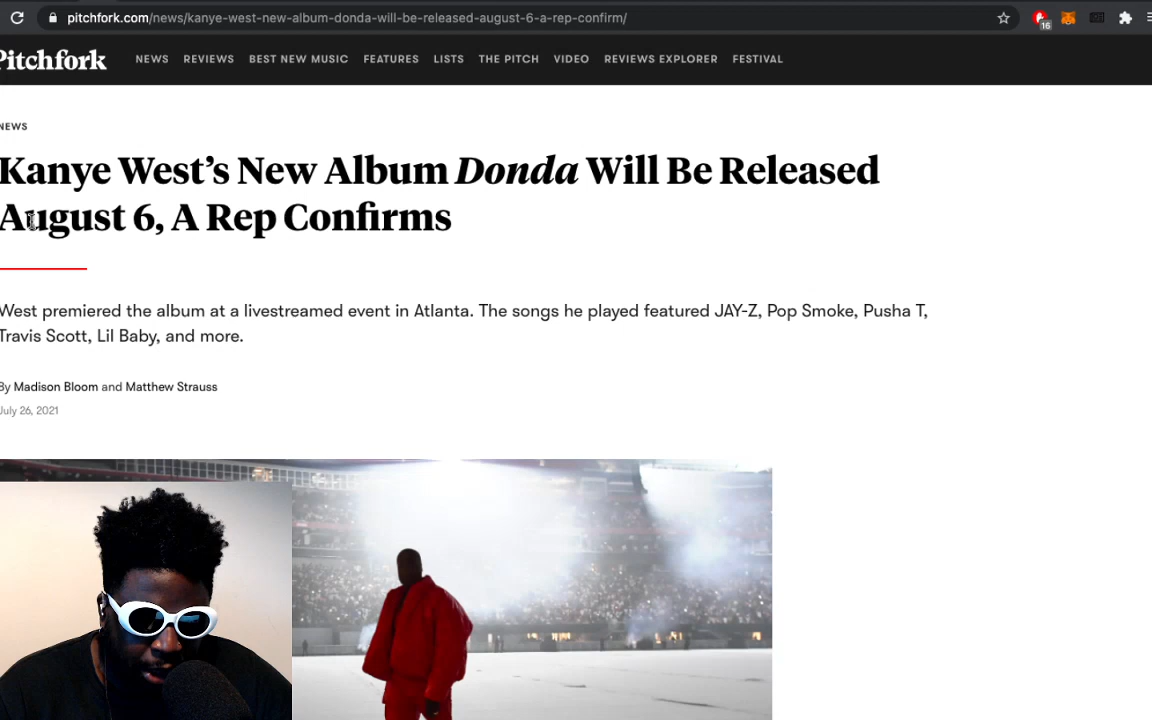 pitchfork.com/news/kanye-west-new-album-donda-will-be-released-august-6-a-rep-confirm/
16
Pitchfork NEWS REVIEWS BEST NEW MUSIC FEATURES LISTS THE PITCH VIDEO REVIEWS EXPLORER FESTIVAL
NEWS
Kanye West's New Album Donda Will Be Released
August 6, A Rep Confirms
West premiered the album at a livestreamed event in Atlanta. The songs he played featured JAY-Z, Pop Smoke, Pusha T,
Travis Scott, Lil Baby, and more.
By Madison Bloom and Matthew Strauss
July 26, 2021